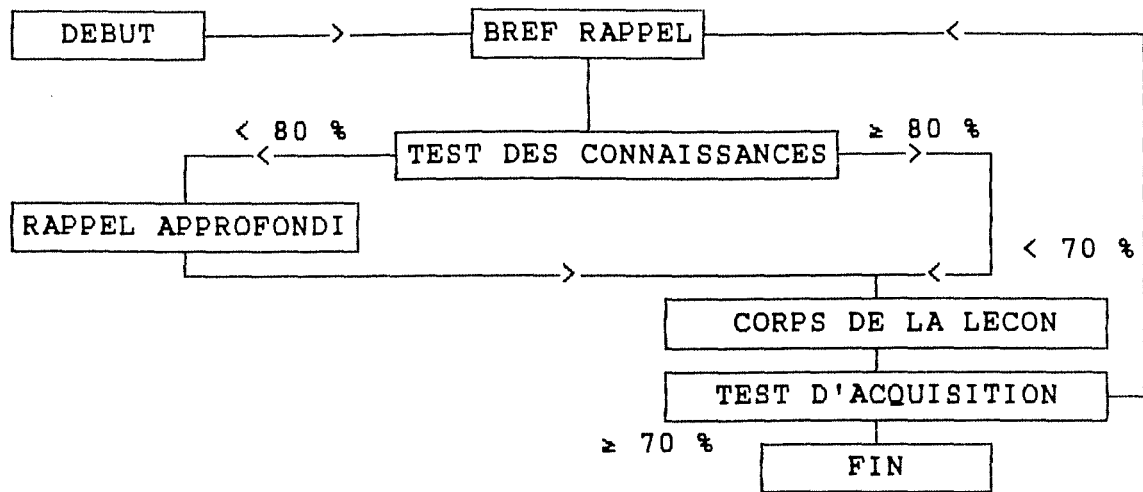 DEBUT > BREF RAPPEL <
< 80 % ≥ 80 %
< TEST DES CONNAISSANCES >
RAPPEL APPROFONDI
< 70 %
> <
CORPS DE LA LECON
TEST D'ACQUISITION
≥ 70 %
FIN